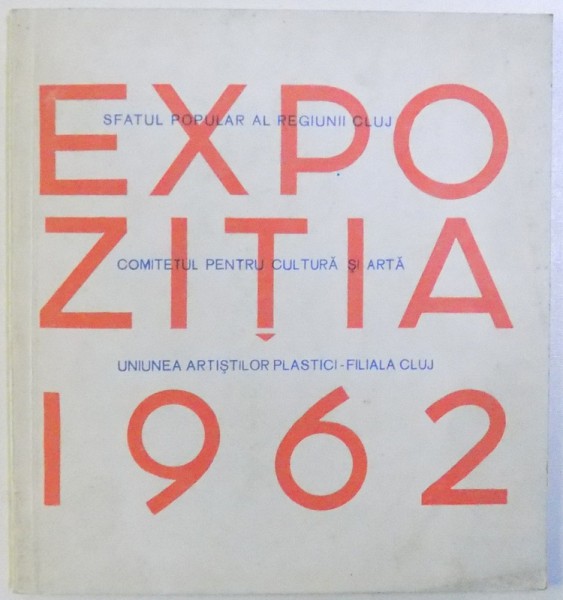 EXPO
SFATUL POPULAR AL REGIUNII CLUJ
ZIȚIA
COMITETUL PENTRU CULTURĂ ȘI ARTĂ
UNIUNEA ARTIȘTILOR PLASTICI-FILIALA CLUJ
1962